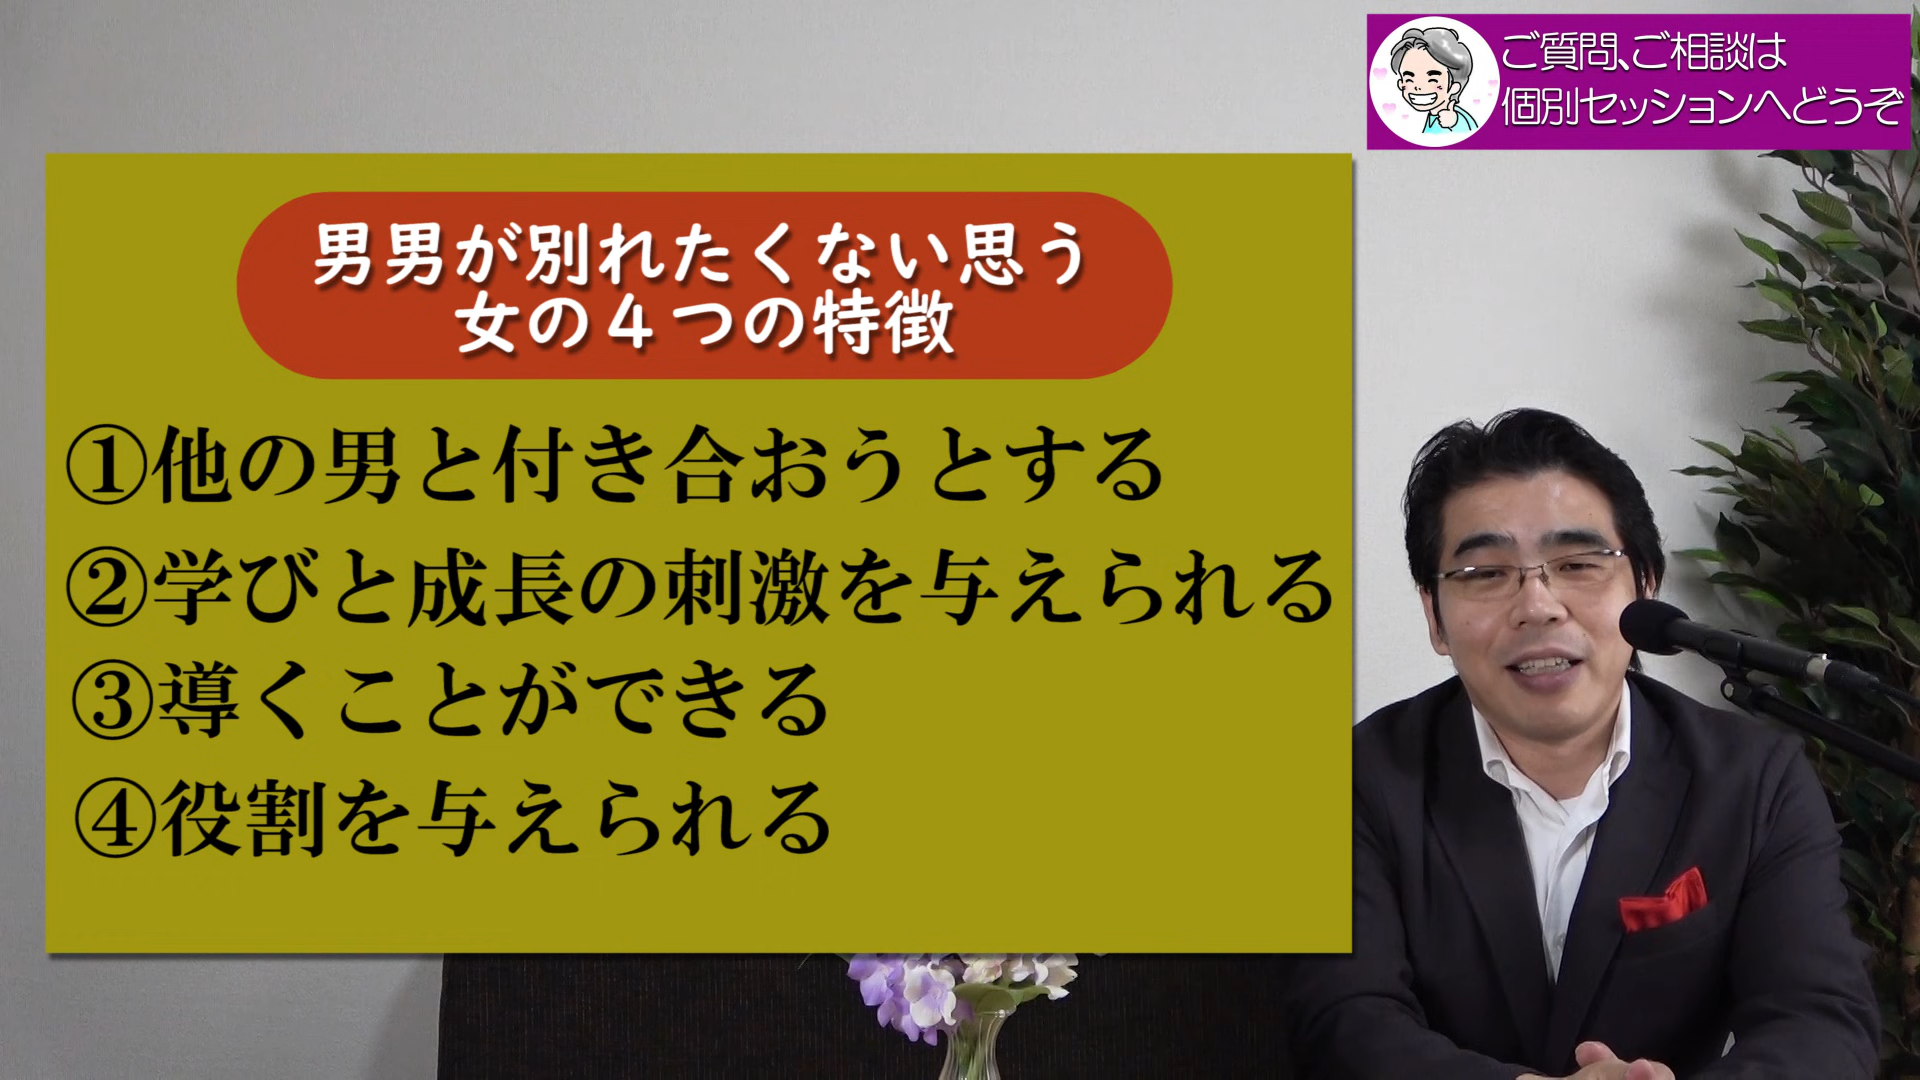 ご質問、ご相談は
個別セッションへどうぞ
男男が別れたくない思う
女の４つの特徴
①他の男と付き合おうとする
②学びと成長の刺激を与えられる
③導くことができる
④役割を与えられる